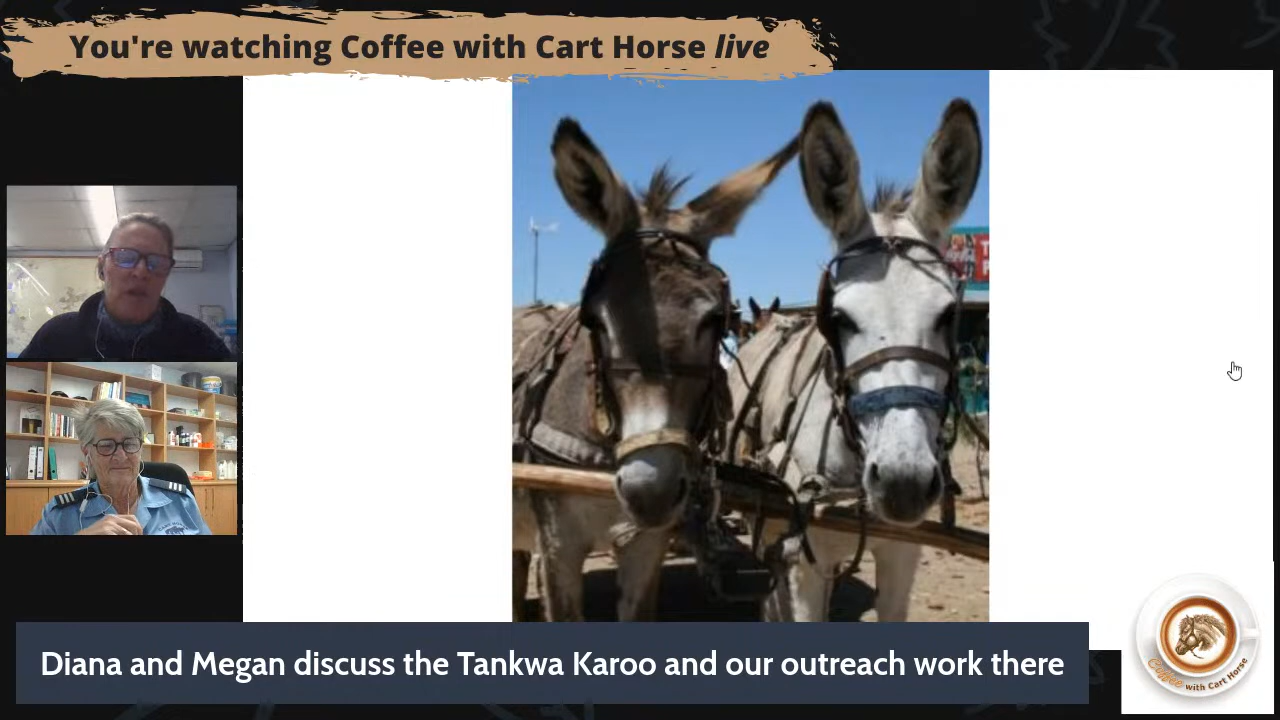 You're watching Coffee with Cart Horse live
Diana and Megan discuss the Tankwa Karoo and our outreach work there
Coffee with Cart Horse